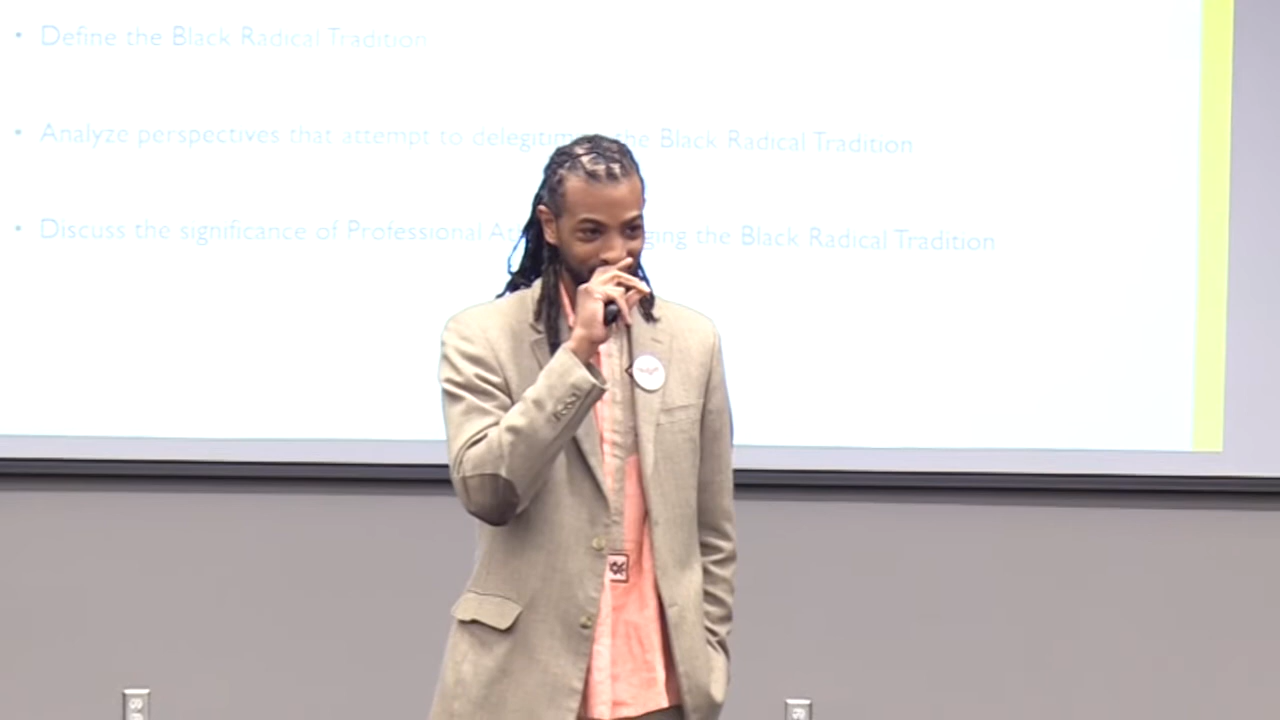 • Define the Black Radical Tradition
• Analyze perspectives that attempt to the Black Radical Tradition
• Discuss the significance of Professional the Black Radical Tradition